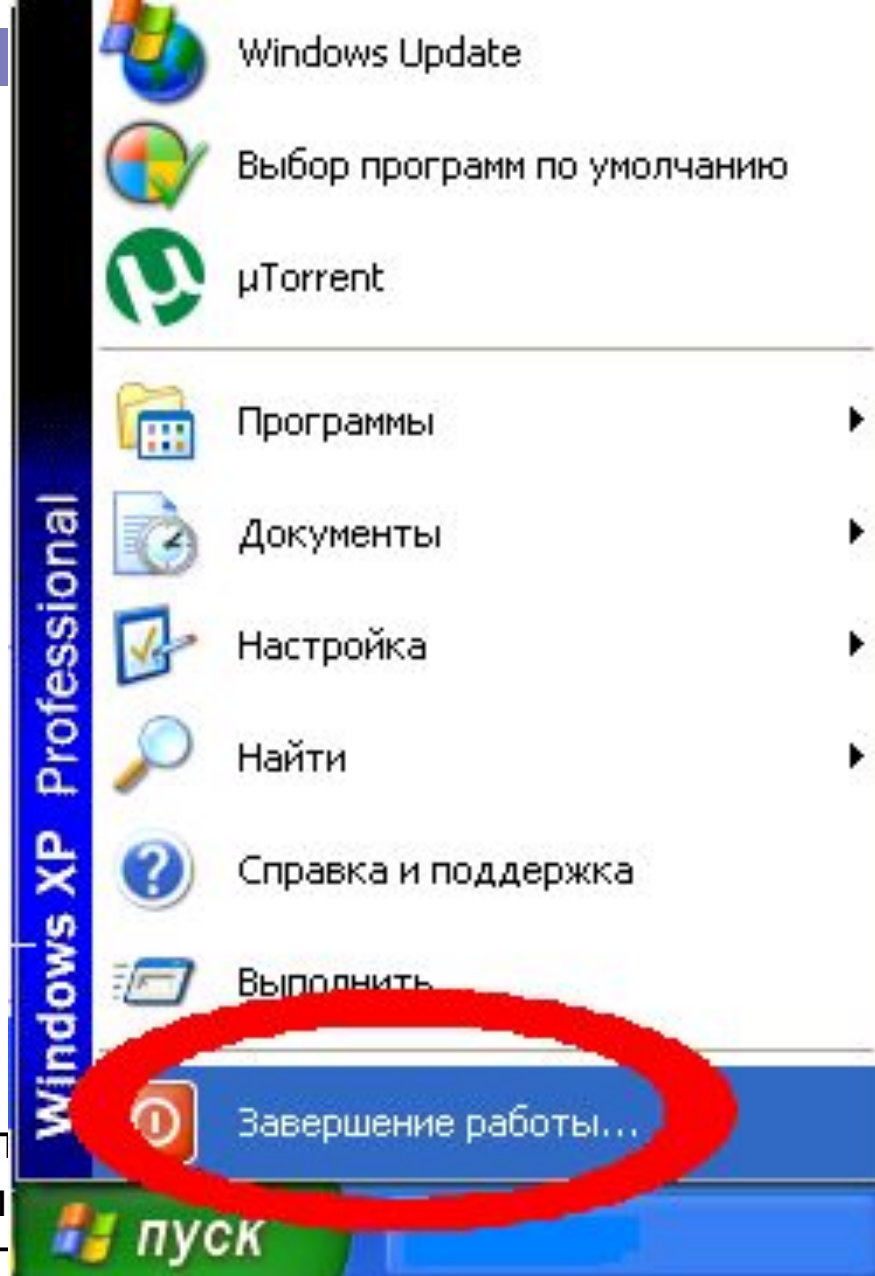 Windows Update
Выбор программ по умолчанию
µTorrent
Программы
Документы
Настройка
Найти
Справка и поддержка
Выполнить
Завершение работы...
Windows XP Professional
пуск